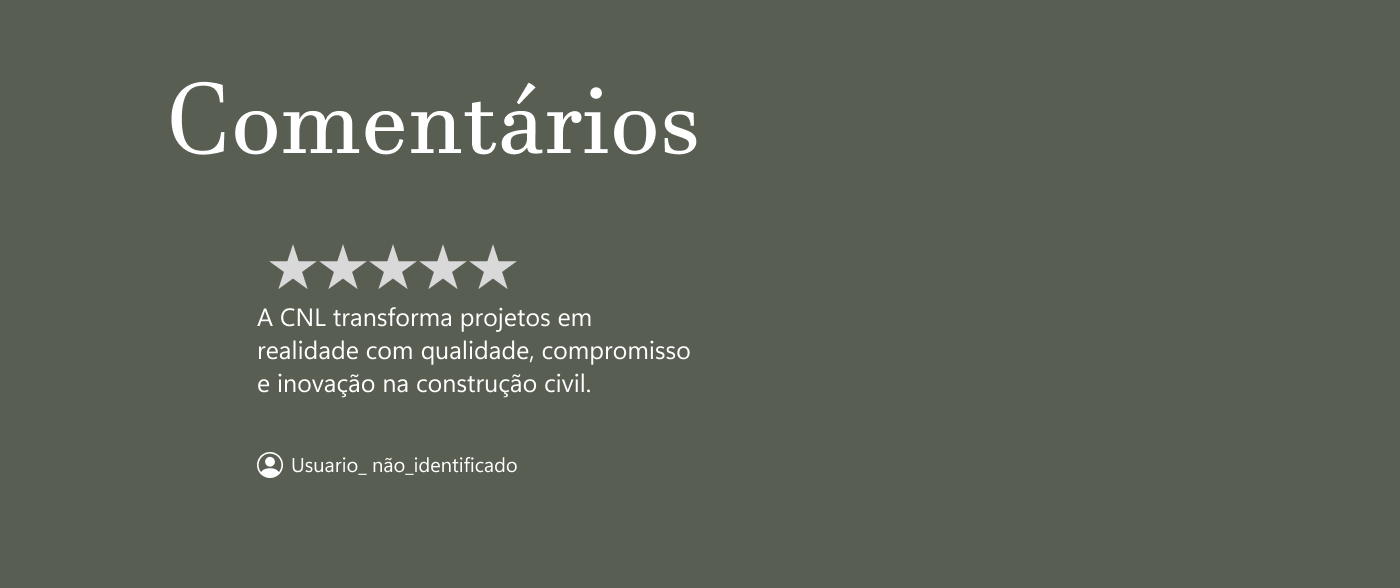 Comentários
A CNL transforma projetos em
realidade com qualidade, compromisso
e inovação na construção civil.
Usuario_ não_identificado